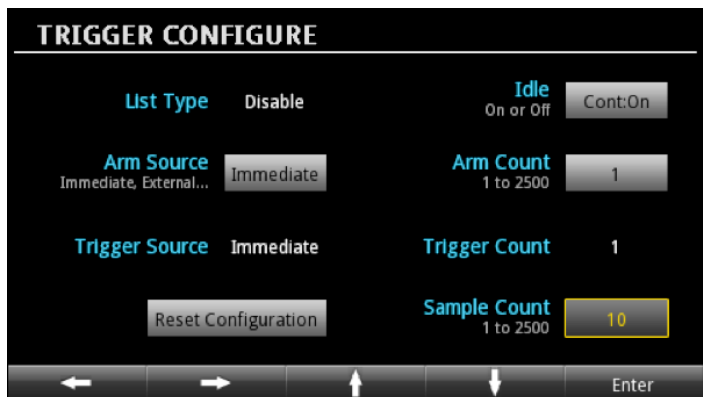 TRIGGER CONFIGURE
List Type Disable
Idle
On or Off
Cont:On
Arm Source
Immediate, External...
Immediate
Arm Count
1 to 2500
1
Trigger Source Immediate
Trigger Count 1
Reset Configuration
Sample Count
1 to 2500
10
Enter